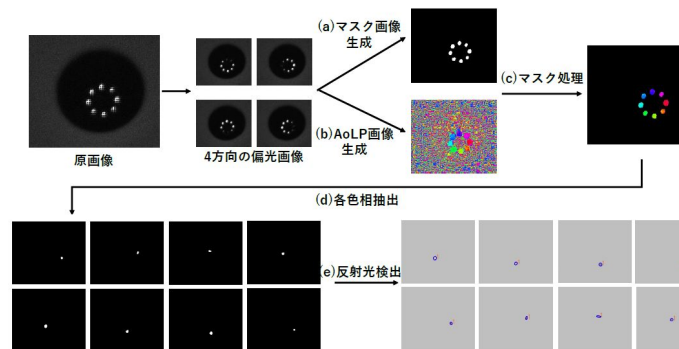 (a)マスク画像
生成
(c)マスク処理
(b)AoLP画像
生成
原画像
4方向の偏光画像
(d)各色相抽出
(e)反射光検出